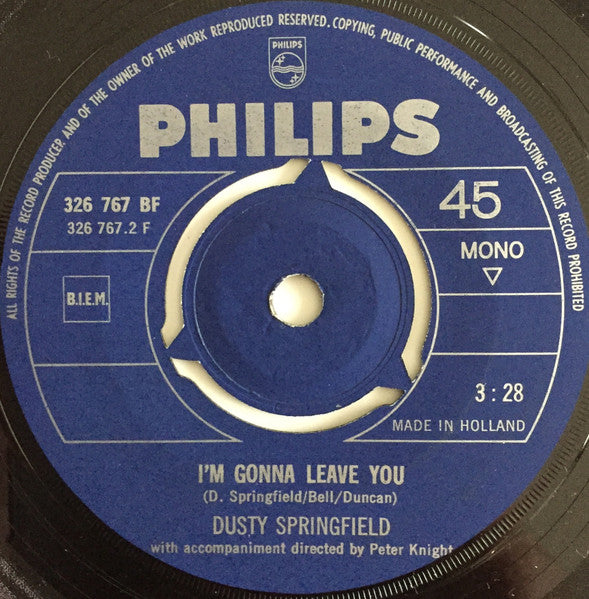 ALL RIGHTS OF THE RECORD PRODUCER AND OF THE OWNER OF THE WORK REPRODUCED RESERVED. COPYING, PUBLIC PERFORMANCE AND BROADCASTING OF THIS RECORD PROHIBITED
PHILIPS
PHILIPS
326 767 BF
326 767.2 F
45
MONO
B.I.E.M.
3 : 28
MADE IN HOLLAND
I'M GONNA LEAVE YOU
(D. Springfield/Bell/Duncan)
DUSTY SPRINGFIELD
with accompaniment directed by Peter Knight